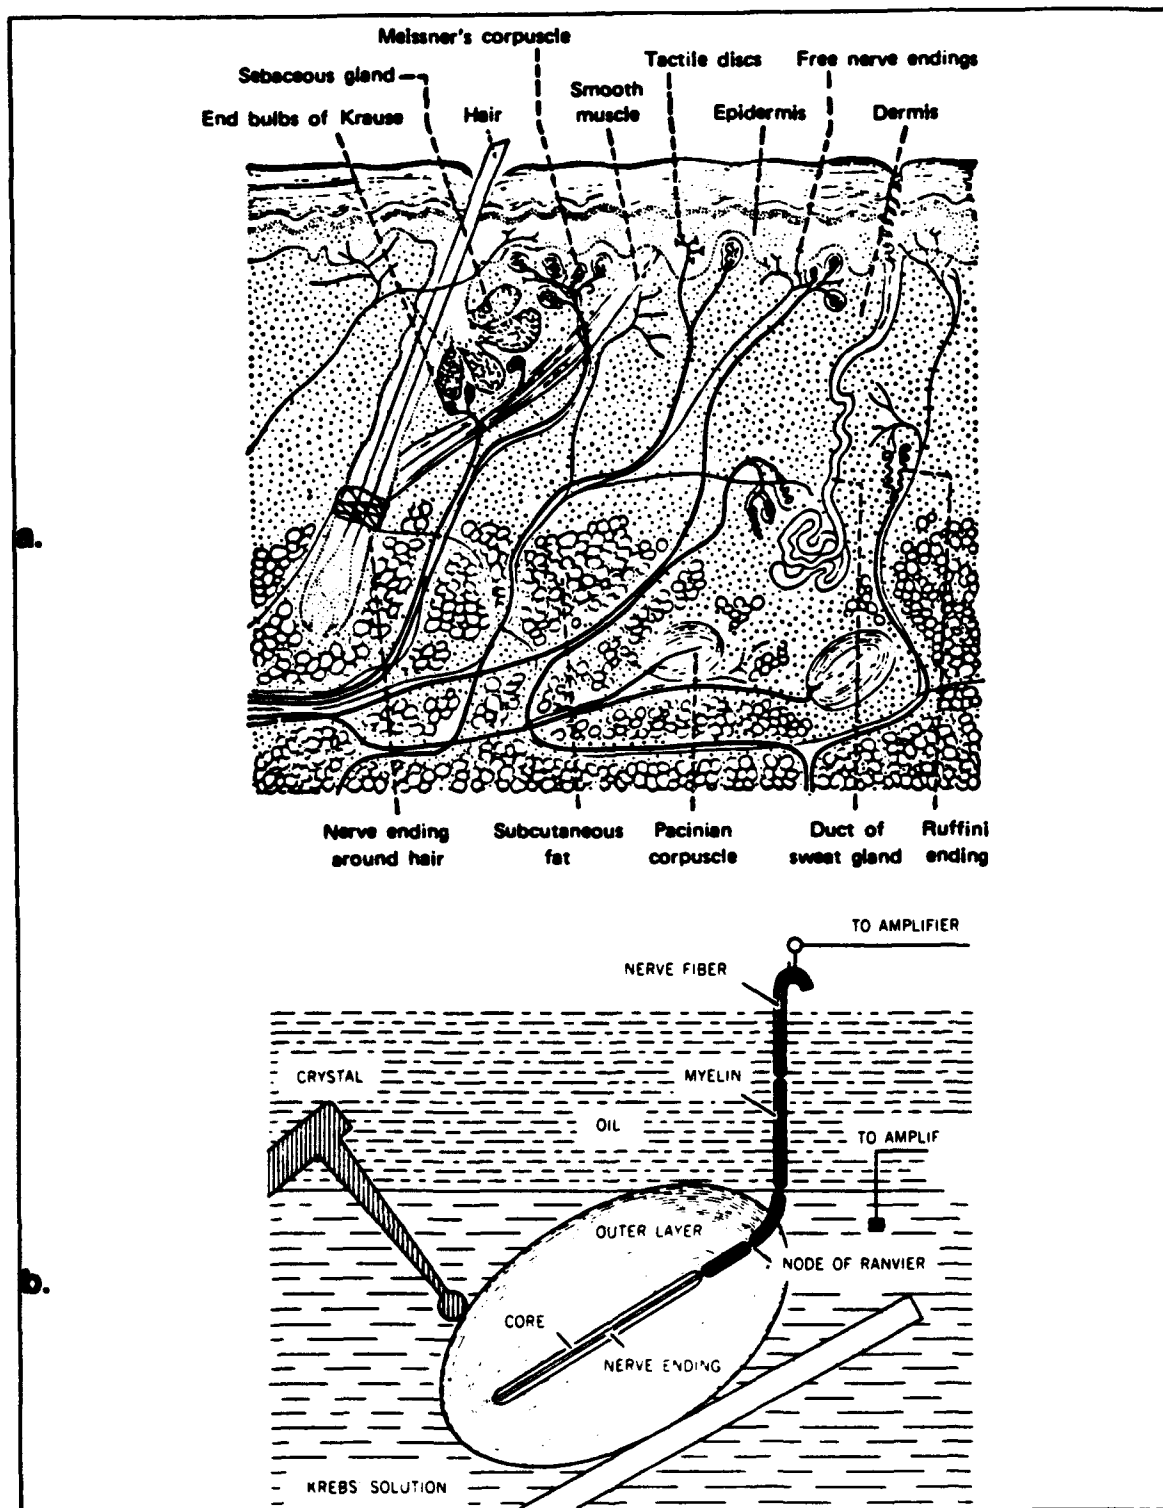 Meissner's corpuscle
Sebaceous gland
Tactile discs
Free nerve endings
End bulbs of Krause
Hair
Smooth
muscle
Epidermis
Dermis
a.
Nerve ending
around hair
Subcutaneous
fat
Pacinian
corpuscle
Duct of
sweat gland
Ruffini
ending
TO AMPLIFIER
NERVE FIBER
CRYSTAL
MYELIN
OIL
TO AMPLIF
OUTER LAYER
NODE OF RANVIER
b.
CORE
NERVE ENDING
KREBS' SOLUTION